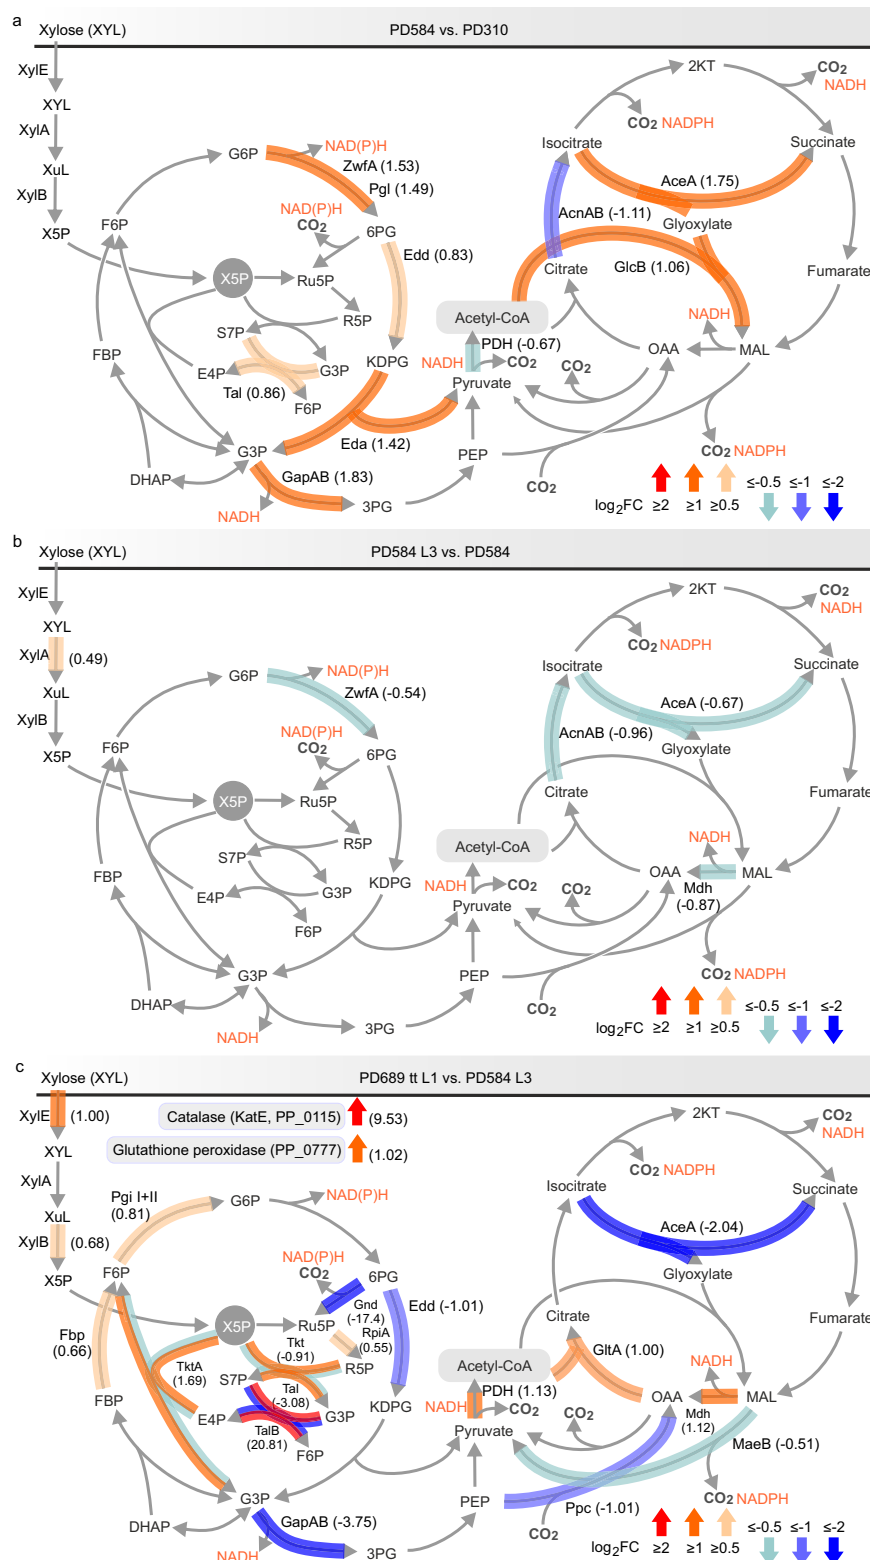 a
Xylose (XYL)
PD584 vs. PD310
XylE
XYL
XylA
XuL
XylB
X5P
2KT
CO2
NADH
CO2 NADPH
Isocitrate
Succinate
G6P
NAD(P)H
ZwfA (1.53)
Pgl (1.49)
AceA (1.75)
NAD(P)H
CO2
F6P
6PG
AcnAB (-1.11)
Glyoxylate
Edd (0.83)
GlcB (1.06)
Citrate
Fumarate
X5P
Ru5P
Acetyl-CoA
NADH
R5P
S7P
PDH (-0.67)
OAA
MAL
FBP
E4P
G3P
KDPG
NADH
CO2
CO2
Pyruvate
Tal (0.86)
F6P
Eda (1.42)
G3P
PEP
CO2 NADPH
DHAP
GapAB (1.83)
CO2
3PG
NADH
≤-0.5
≤-1
≤-2
log2FC
≥2
≥1
≥0.5
b
Xylose (XYL)
PD584 L3 vs. PD584
XylE
XYL
XylA
(0.49)
XuL
XylB
X5P
2KT
CO2
NADH
CO2 NADPH
Isocitrate
Succinate
G6P
NAD(P)H
ZwfA (-0.54)
AceA (-0.67)
NAD(P)H
CO2
F6P
6PG
AcnAB (-0.96)
Glyoxylate
Citrate
Fumarate
X5P
Ru5P
Acetyl-CoA
NADH
R5P
S7P
OAA
MAL
Mdh
(-0.87)
FBP
E4P
G3P
KDPG
NADH
CO2
CO2
Pyruvate
F6P
G3P
PEP
CO2 NADPH
DHAP
CO2
3PG
NADH
≤-0.5
≤-1
≤-2
log2FC
≥2
≥1
≥0.5
c
Xylose (XYL)
PD689 tt L1 vs. PD584 L3
XylE
(1.00)
Catalase (KatE, PP_0115)
(9.53)
Glutathione peroxidase (PP_0777)
(1.02)
XYL
XylA
XuL
XylB
(0.68)
X5P
2KT
CO2
NADH
CO2 NADPH
Isocitrate
Succinate
Pgi I+II
(0.81)
G6P
NAD(P)H
AceA (-2.04)
NAD(P)H
CO2
F6P
6PG
Glyoxylate
Gnd
(-17.4)
Edd (-1.01)
Citrate
Fumarate
X5P
Ru5P
RpiA
(0.55)
Fbp
(0.66)
Tkt
(-0.91)
GltA (1.00)
Acetyl-CoA
NADH
TktA
(1.69)
S7P
R5P
Tal
(-3.08)
PDH (1.13)
OAA
MAL
Mdh
(1.12)
FBP
E4P
G3P
KDPG
NADH
CO2
CO2
TalB
(20.81)
F6P
Pyruvate
MaeB (-0.51)
G3P
PEP
Ppc (-1.01)
CO2 NADPH
DHAP
GapAB (-3.75)
CO2
3PG
NADH
≤-0.5
≤-1
≤-2
log2FC
≥2
≥1
≥0.5